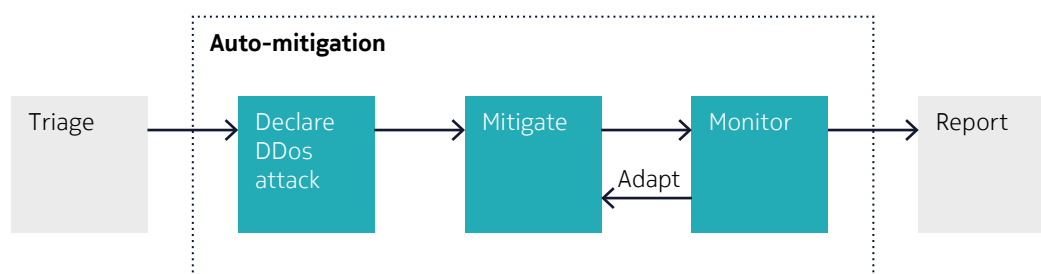 Auto-mitigation
Triage
Declare
DDos
attack
Mitigate
Monitor
Report
Adapt